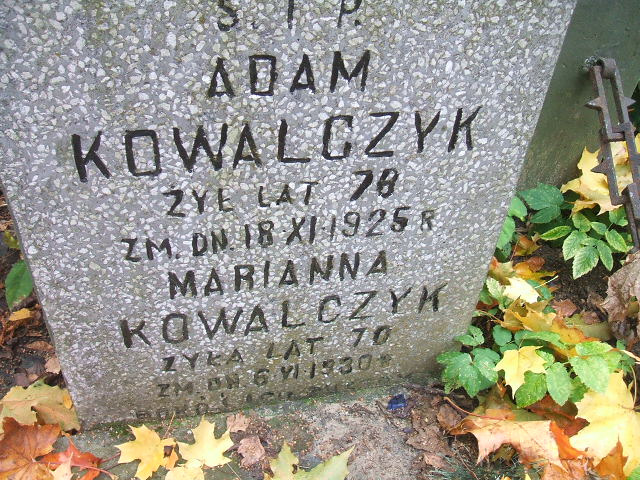 Ś. I P.
ADAM
KOWALCZYK
ŻYŁ LAT 78
ZM. DN. 18·XI·1925 R
MARIANNA
KOWALCZYK
ŻYŁA LAT 70
ZM DN 6 VI 1930 R